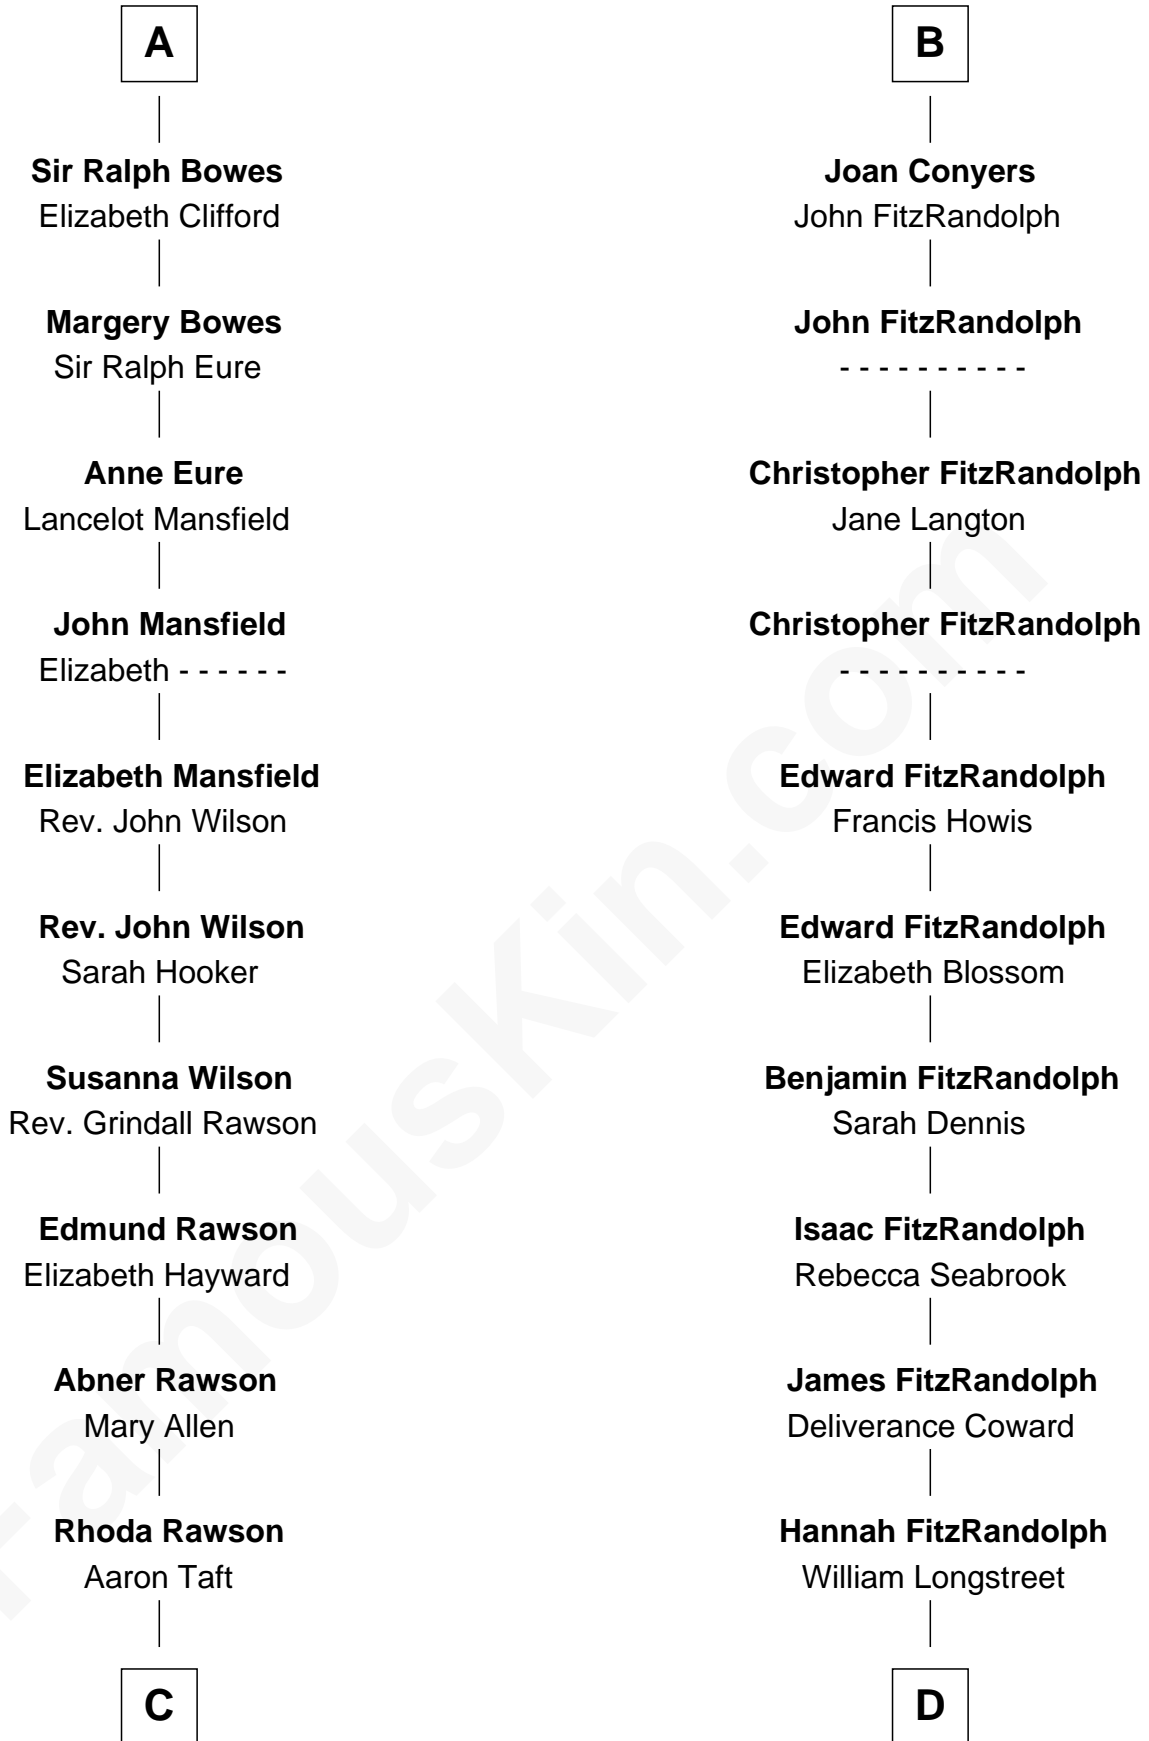 A
Sir Ralph Bowes
Elizabeth Clifford
Margery Bowes
Sir Ralph Eure
Anne Eure
Lancelot Mansfield
John Mansfield
Elizabeth - - - - - -
Elizabeth Mansfield
Rev. John Wilson
Rev. John Wilson
Sarah Hooker
Susanna Wilson
Rev. Grindall Rawson
Edmund Rawson
Elizabeth Hayward
Abner Rawson
Mary Allen
Rhoda Rawson
Aaron Taft
C
B
Joan Conyers
John FitzRandolph
John FitzRandolph
- - - - - - - - - -
Christopher FitzRandolph
Jane Langton
Christopher FitzRandolph
- - - - - - - - - -
Edward FitzRandolph
Francis Howis
Edward FitzRandolph
Elizabeth Blossom
Benjamin FitzRandolph
Sarah Dennis
Isaac FitzRandolph
Rebecca Seabrook
James FitzRandolph
Deliverance Coward
Hannah FitzRandolph
William Longstreet
D
FamousKin.com